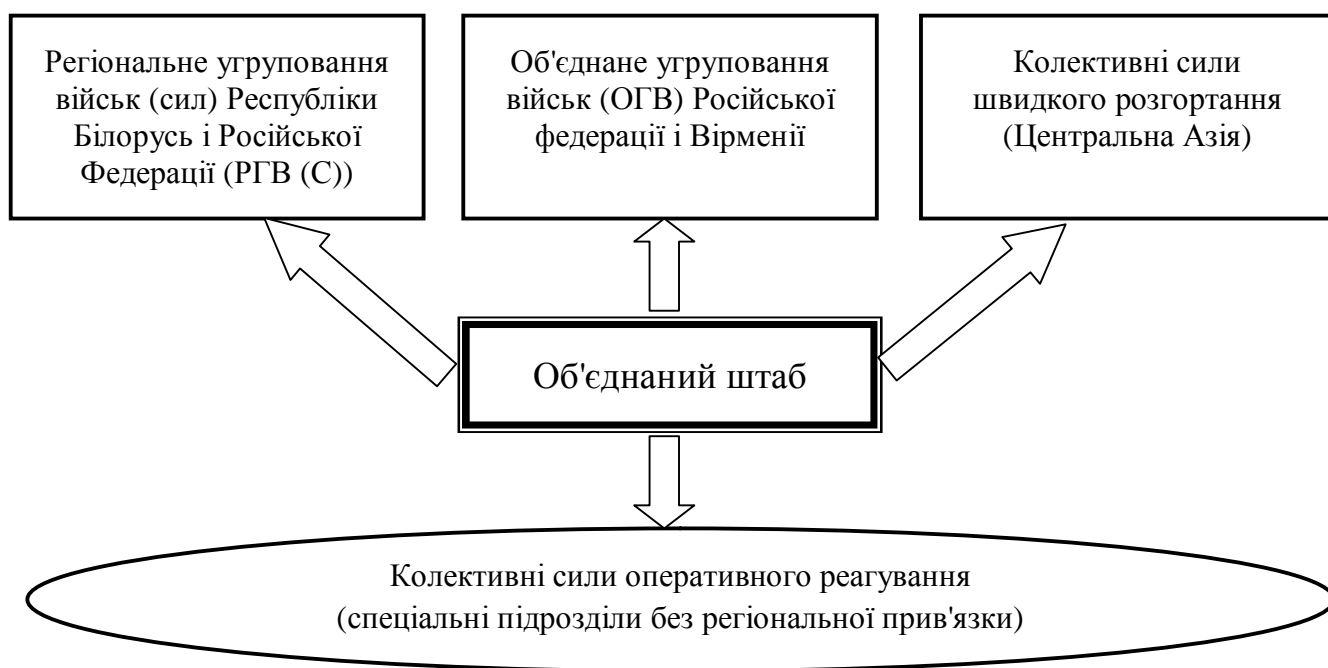 Регіональне угруповання
військ (сил) Республіки
Білорусь і Російської
Федерації (РГВ (С))
Об'єднане угруповання
військ (ОГВ) Російської
федерації і Вірменії
Колективні сили
швидкого розгортання
(Центральна Азія)
Об'єднаний штаб
Колективні сили оперативного реагування
(спеціальні підрозділи без регіональної прив'язки)